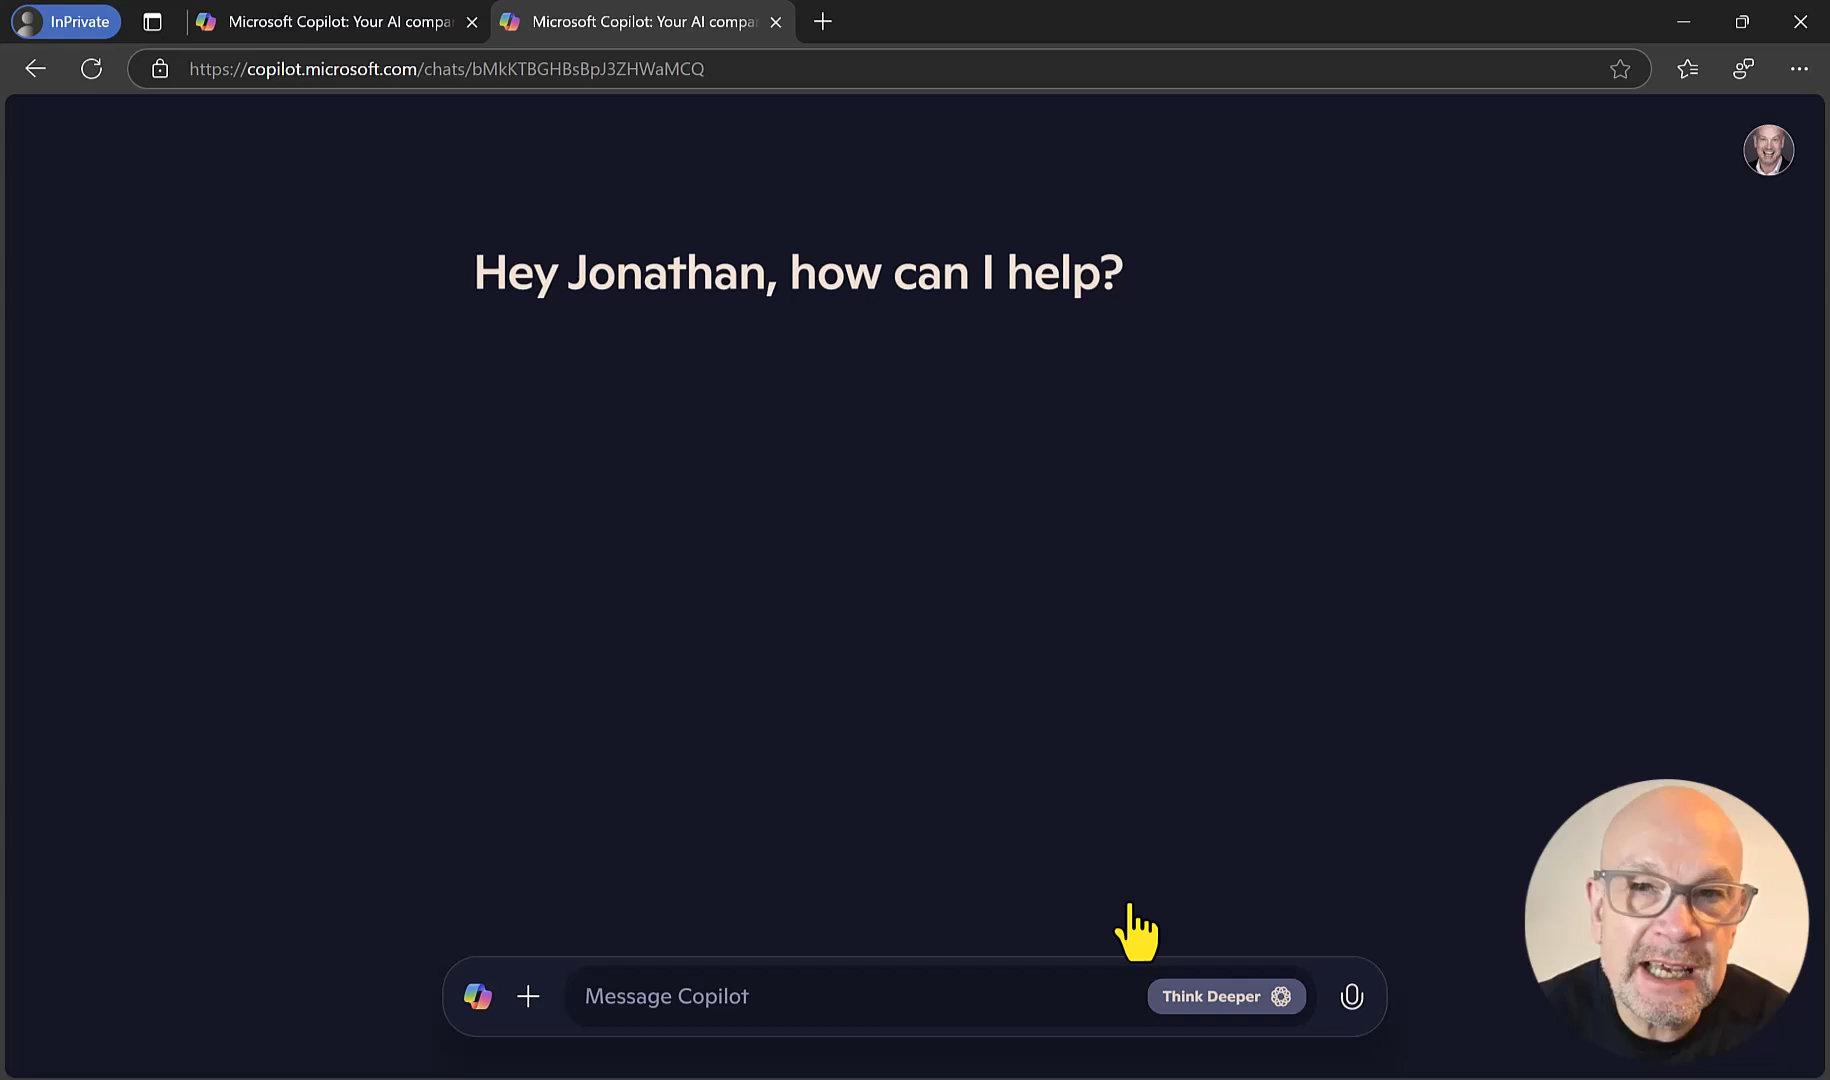 InPrivate
Microsoft Copilot: Your AI compa
Microsoft Copilot: Your AI compa
https://copilot.microsoft.com/chats/bMkKTBGHBsBpJ3ZHWaMCQ
Hey Jonathan, how can I help?
Message Copilot
Think Deeper